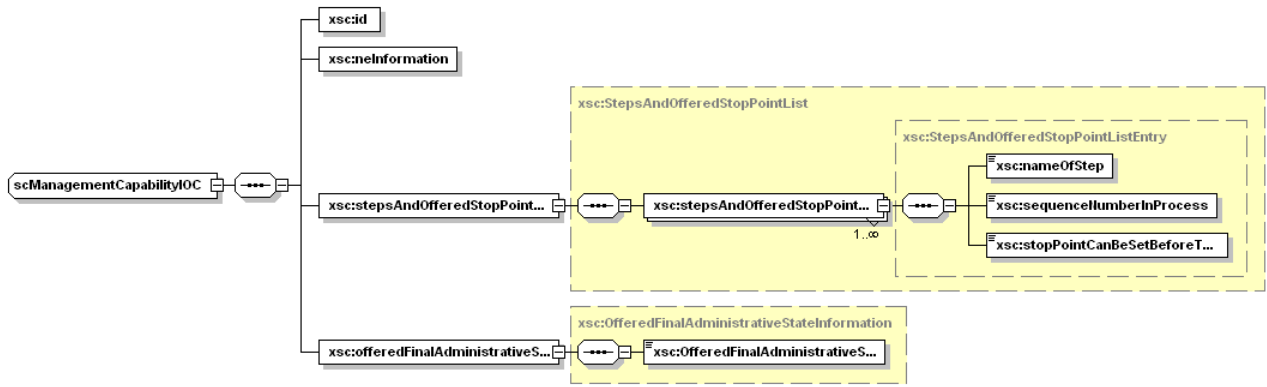 xsc:id
xsc:neInformation
xsc:StepsAndOfferedStopPointList
xsc:StepsAndOfferedStopPointListEntry
xsc:nameOfStep
scManagementCapabilityIOC
xsc:stepsAndOfferedStopPoint...
xsc:stepsAndOfferedStopPoint...
xsc:sequenceNumberInProcess
1..∞
xsc:stopPointCanBeSetBeforeT...
xsc:OfferedFinalAdministrativeStateInformation
xsc:offeredFinalAdministrativeS...
xsc:OfferedFinalAdministrativeS...